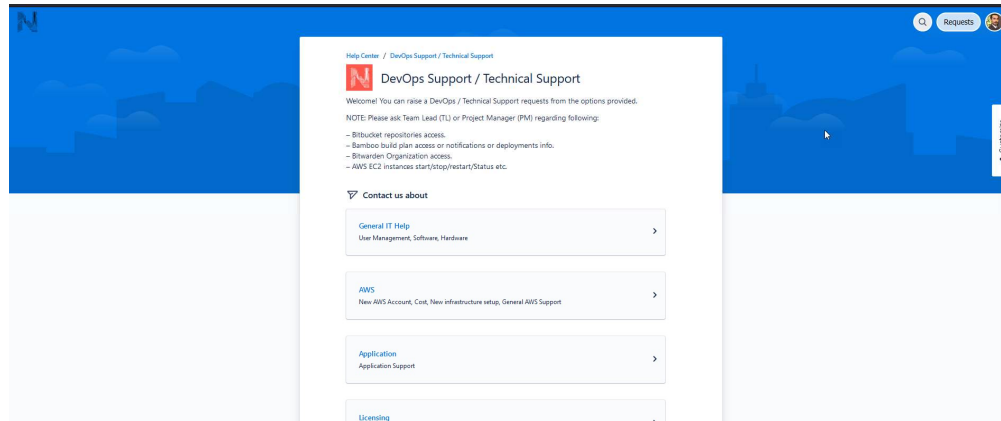 Requests
Help Center / DevOps Support / Technical Support
DevOps Support / Technical Support
Welcome! You can raise a DevOps / Technical Support requests from the options provided.
NOTE: Please ask Team Lead (TL) or Project Manager (PM) regarding following:
– Bitbucket repositories access.
– Bamboo build plan access or notifications or deployments info.
– Bitwarden Organization access.
– AWS EC2 instances start/stop/restart/Status etc.
Contact us about
General IT Help
User Management, Software, Hardware
AWS
New AWS Account, Cost, New infrastructure setup, General AWS Support
Application
Application Support
Licensing